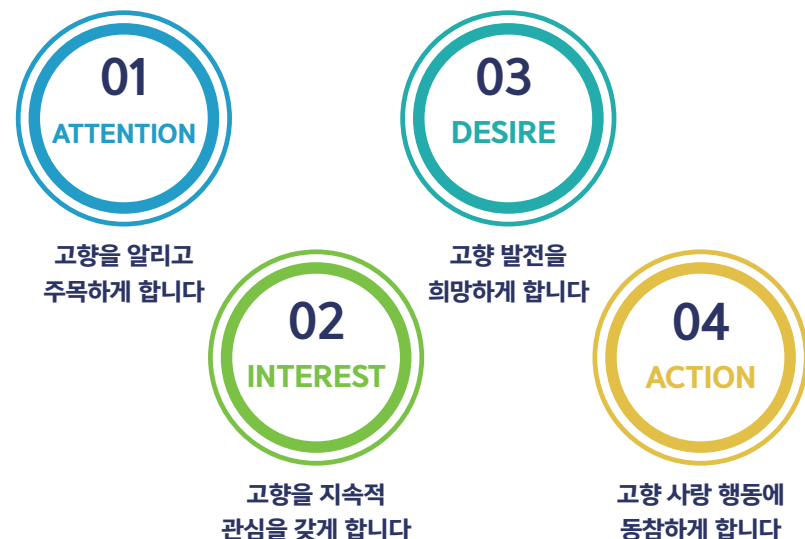 01
ATTENTION
고향을 알리고
주목하게 합니다
02
INTEREST
고향을 지속적
관심을 갖게 합니다
03
DESIRE
고향 발전을
희망하게 합니다
04
ACTION
고향 사랑 행동에
동참하게 합니다